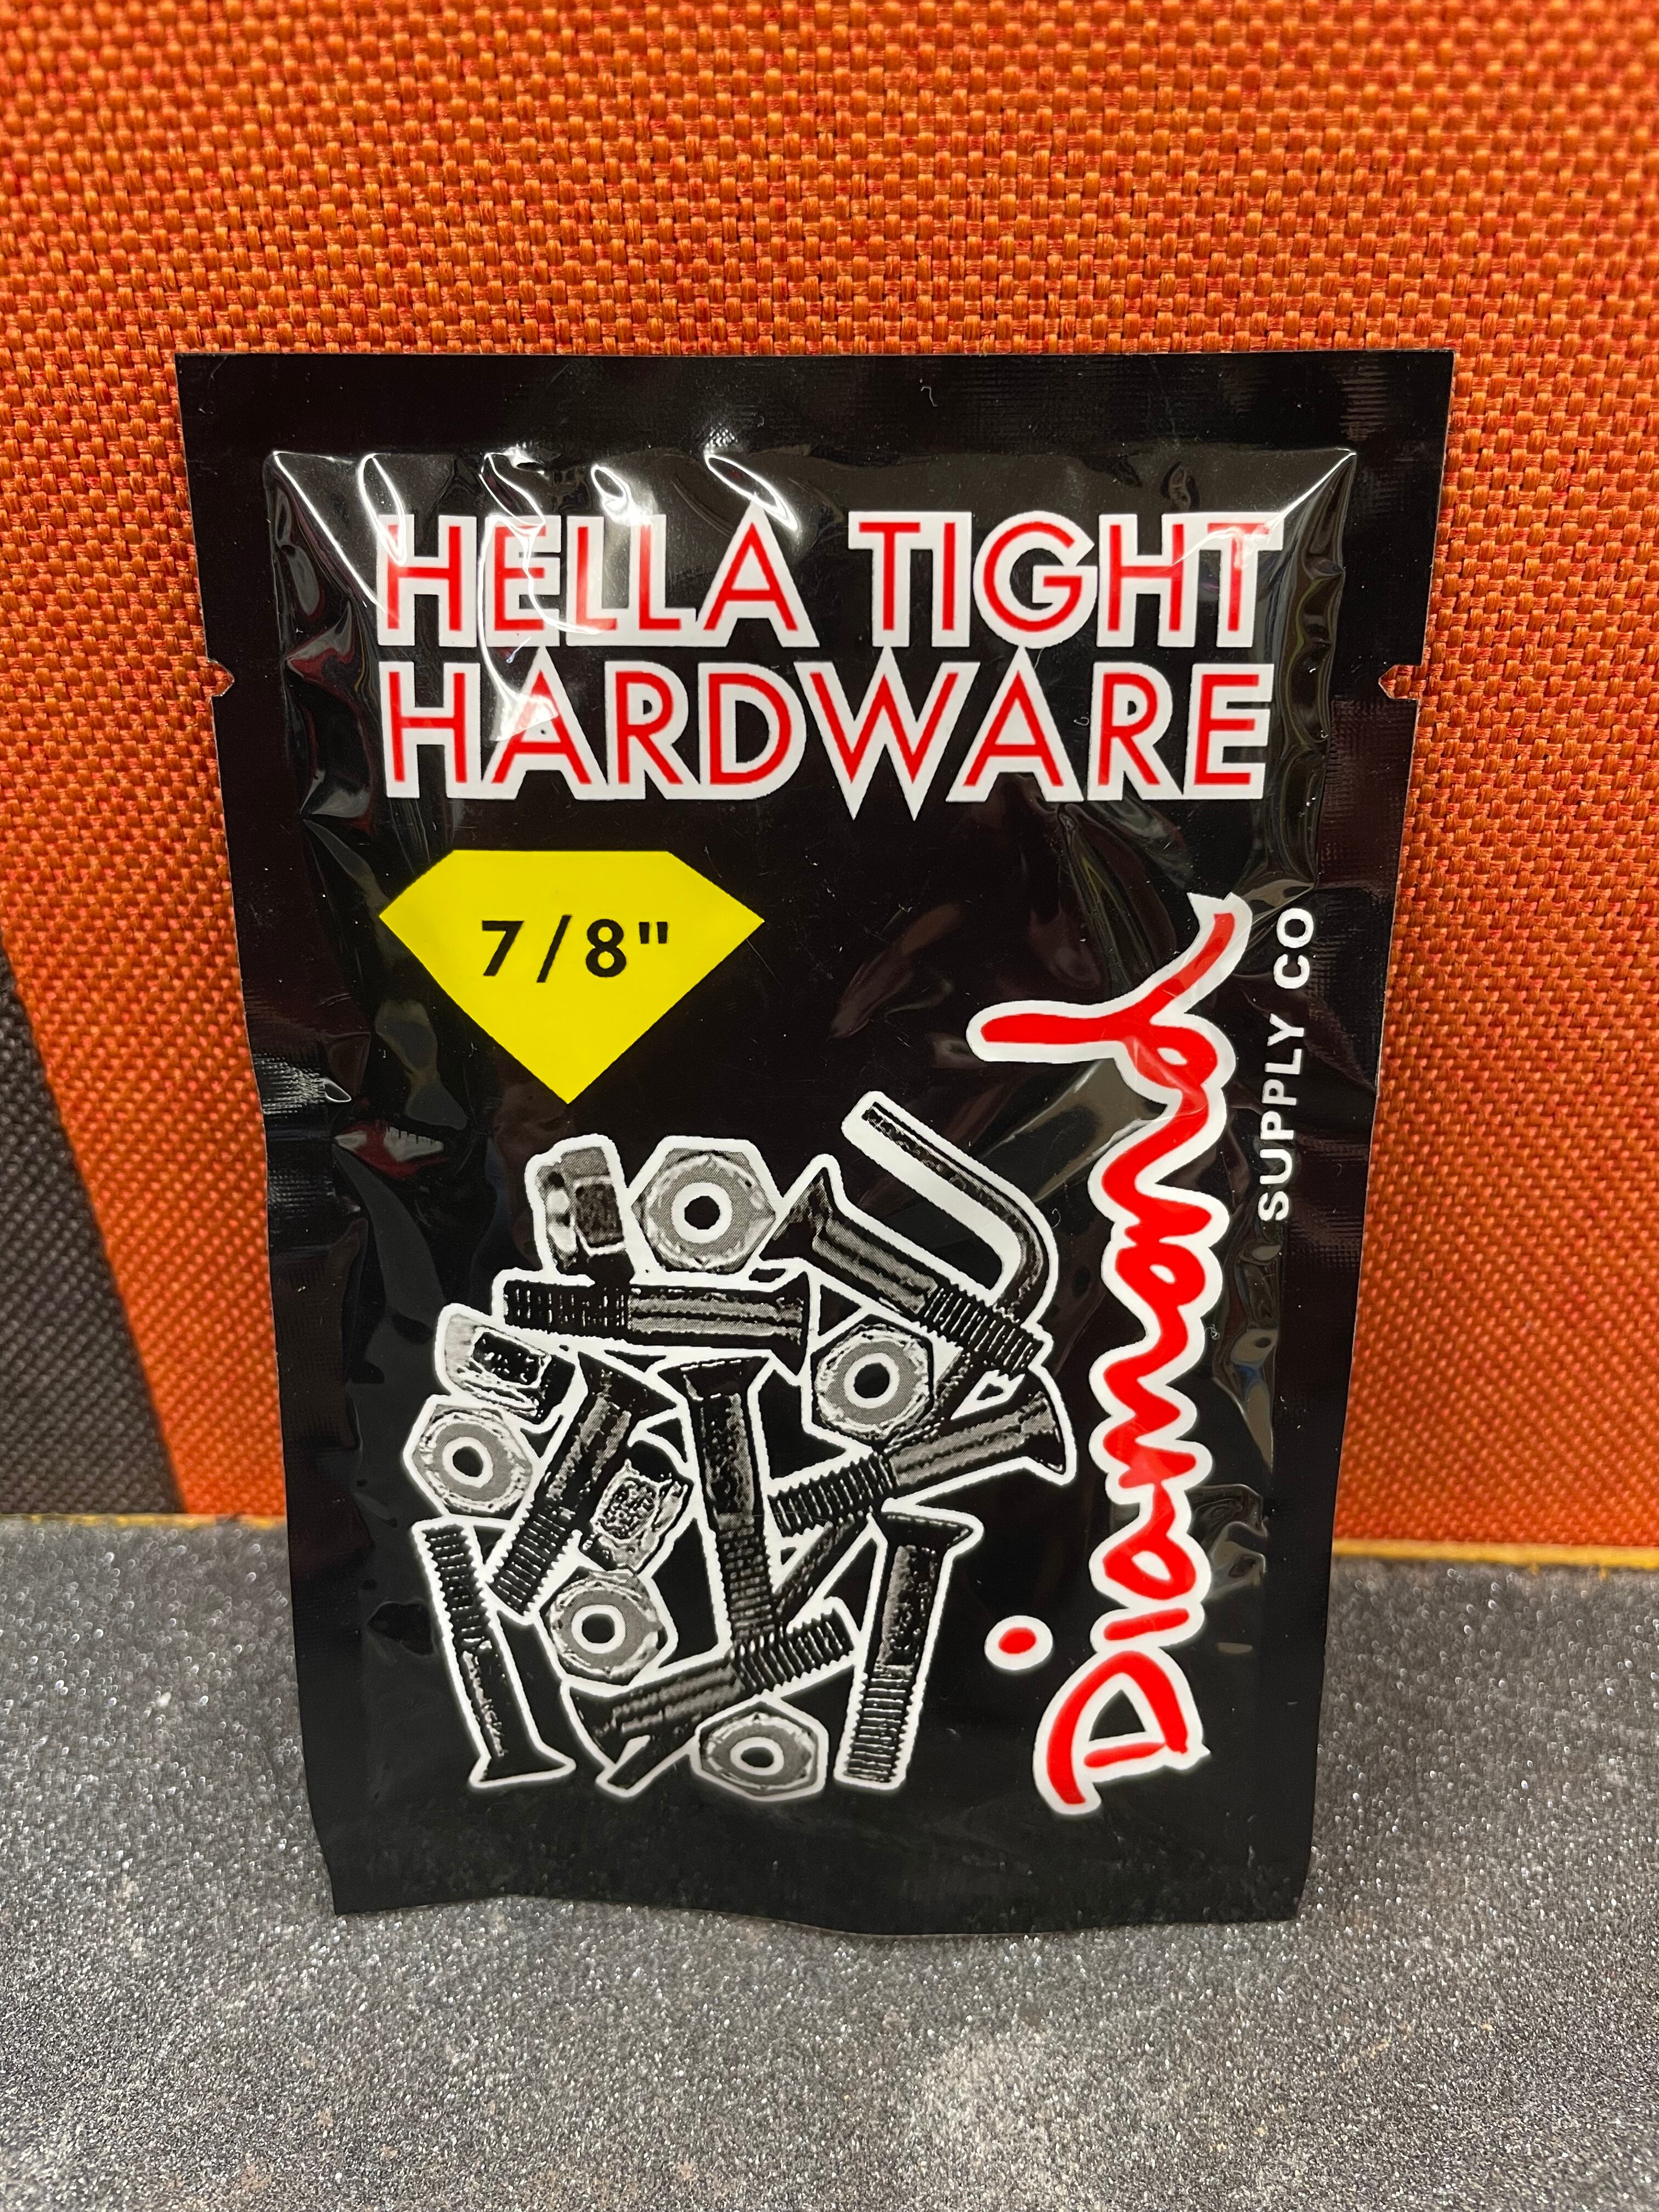 HELLA TIGHT
HARDWARE
7/8"
Diamond
SUPPLY CO